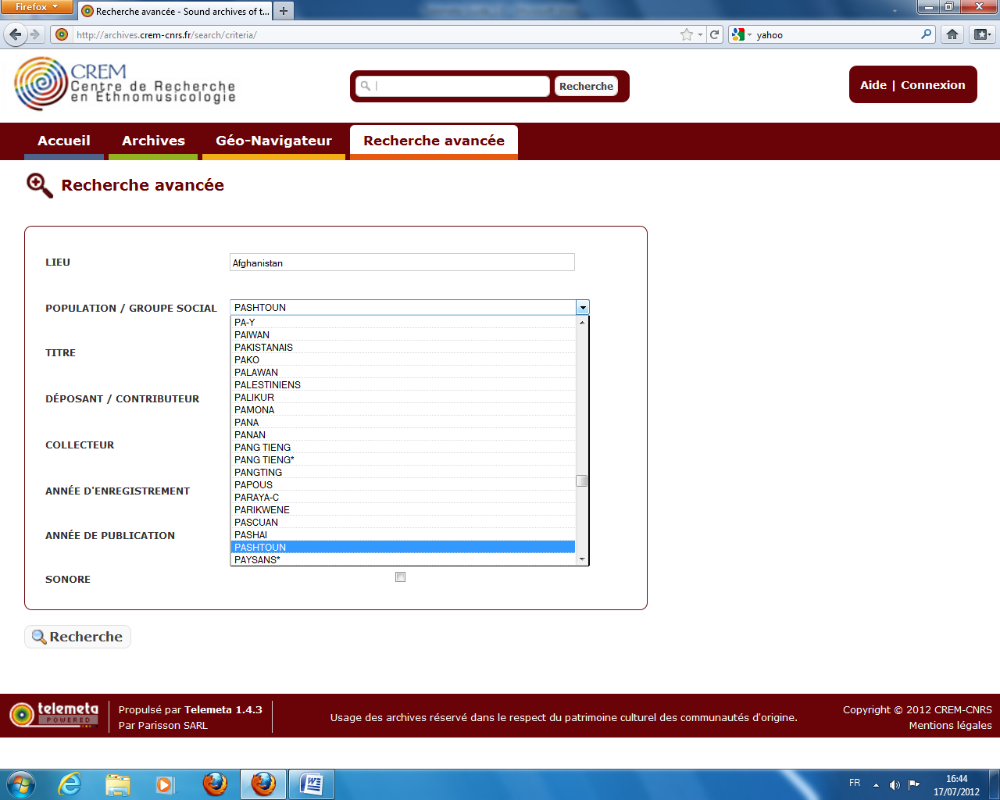 Firefox
Recherche avancée - Sound archives of t...
http://archives.crem-cnrs.fr/search/criteria/
yahoo
CREM
Centre de Recherche
en Ethnomusicologie
Recherche
Aide | Connexion
Accueil
Archives
Géo-Navigateur
Recherche avancée
Recherche avancée
LIEU
Afghanistan
POPULATION / GROUPE SOCIAL
PASHTOUN
PA-Y
PAIWAN
PAKISTANAIS
PAKO
PALAWAN
PALESTINIENS
PALIKUR
PAMONA
PANA
PANAN
PANG TIENG
PANG TIENG*
PANGTING
PAPOUS
PARAYA-C
PARIKWENE
PASCUAN
PASHAI
PASHTOUN
PAYSANS*
TITRE
DÉPOSANT / CONTRIBUTEUR
COLLECTEUR
ANNÉE D'ENREGISTREMENT
ANNÉE DE PUBLICATION
SONORE
Recherche
telemeta
POWERED
Propulsé par Telemeta 1.4.3
Par Parisson SARL
Usage des archives réservé dans le respect du patrimoine culturel des communautés d'origine.
Copyright © 2012 CREM-CNRS
Mentions légales
FR
16:44
17/07/2012